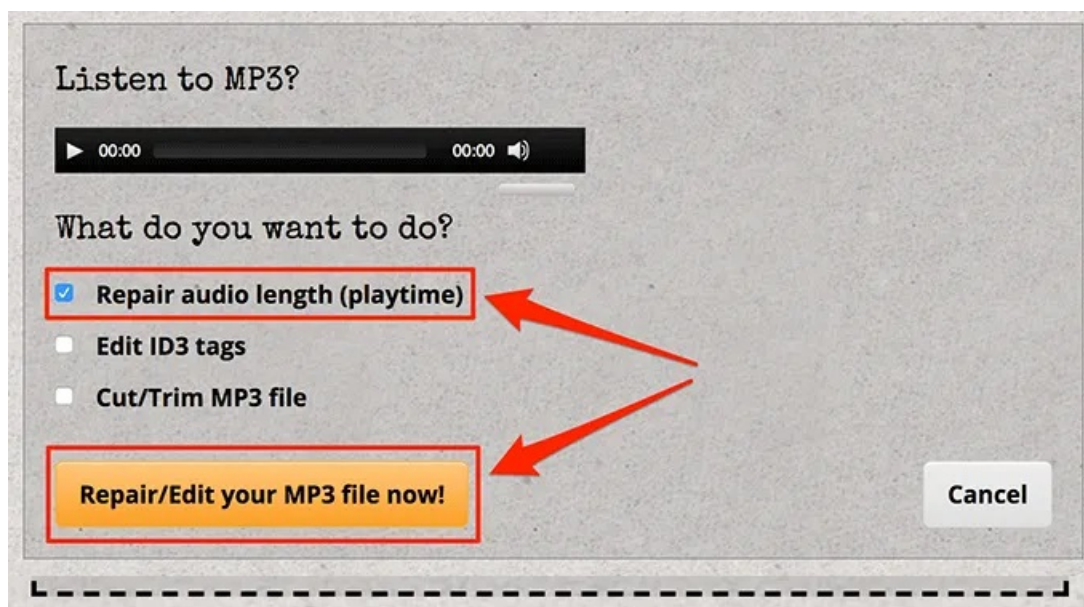 Listen to MP3?
00:00 00:00
What do you want to do?
Repair audio length (playtime)
Edit ID3 tags
Cut/Trim MP3 file
Repair/Edit your MP3 file now! Cancel